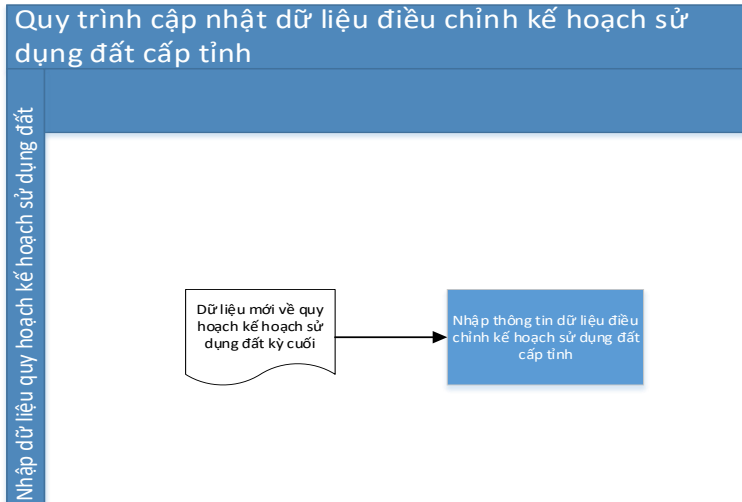 Quy trình cập nhật dữ liệu điều chỉnh kế hoạch sử
dụng đất cấp tỉnh
Nhập dữ liệu quy hoạch kế hoạch sử dụng đất
Dữ liệu mới về quy
hoạch kế hoạch sử
dụng đất kỳ cuối
Nhập thông tin dữ liệu điều
chỉnh kế hoạch sử dụng đất
cấp tỉnh